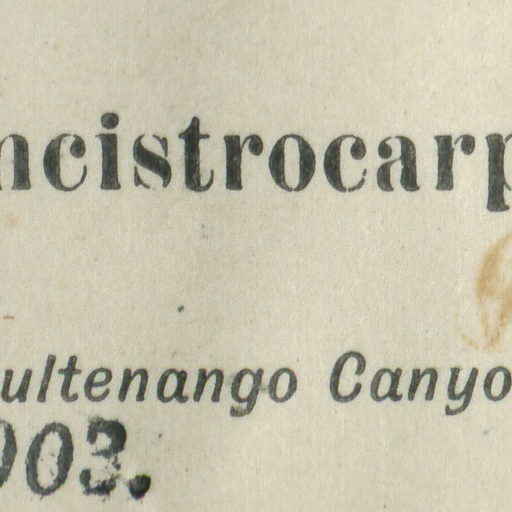 ncistrocarp
ultenango Canyo
903.